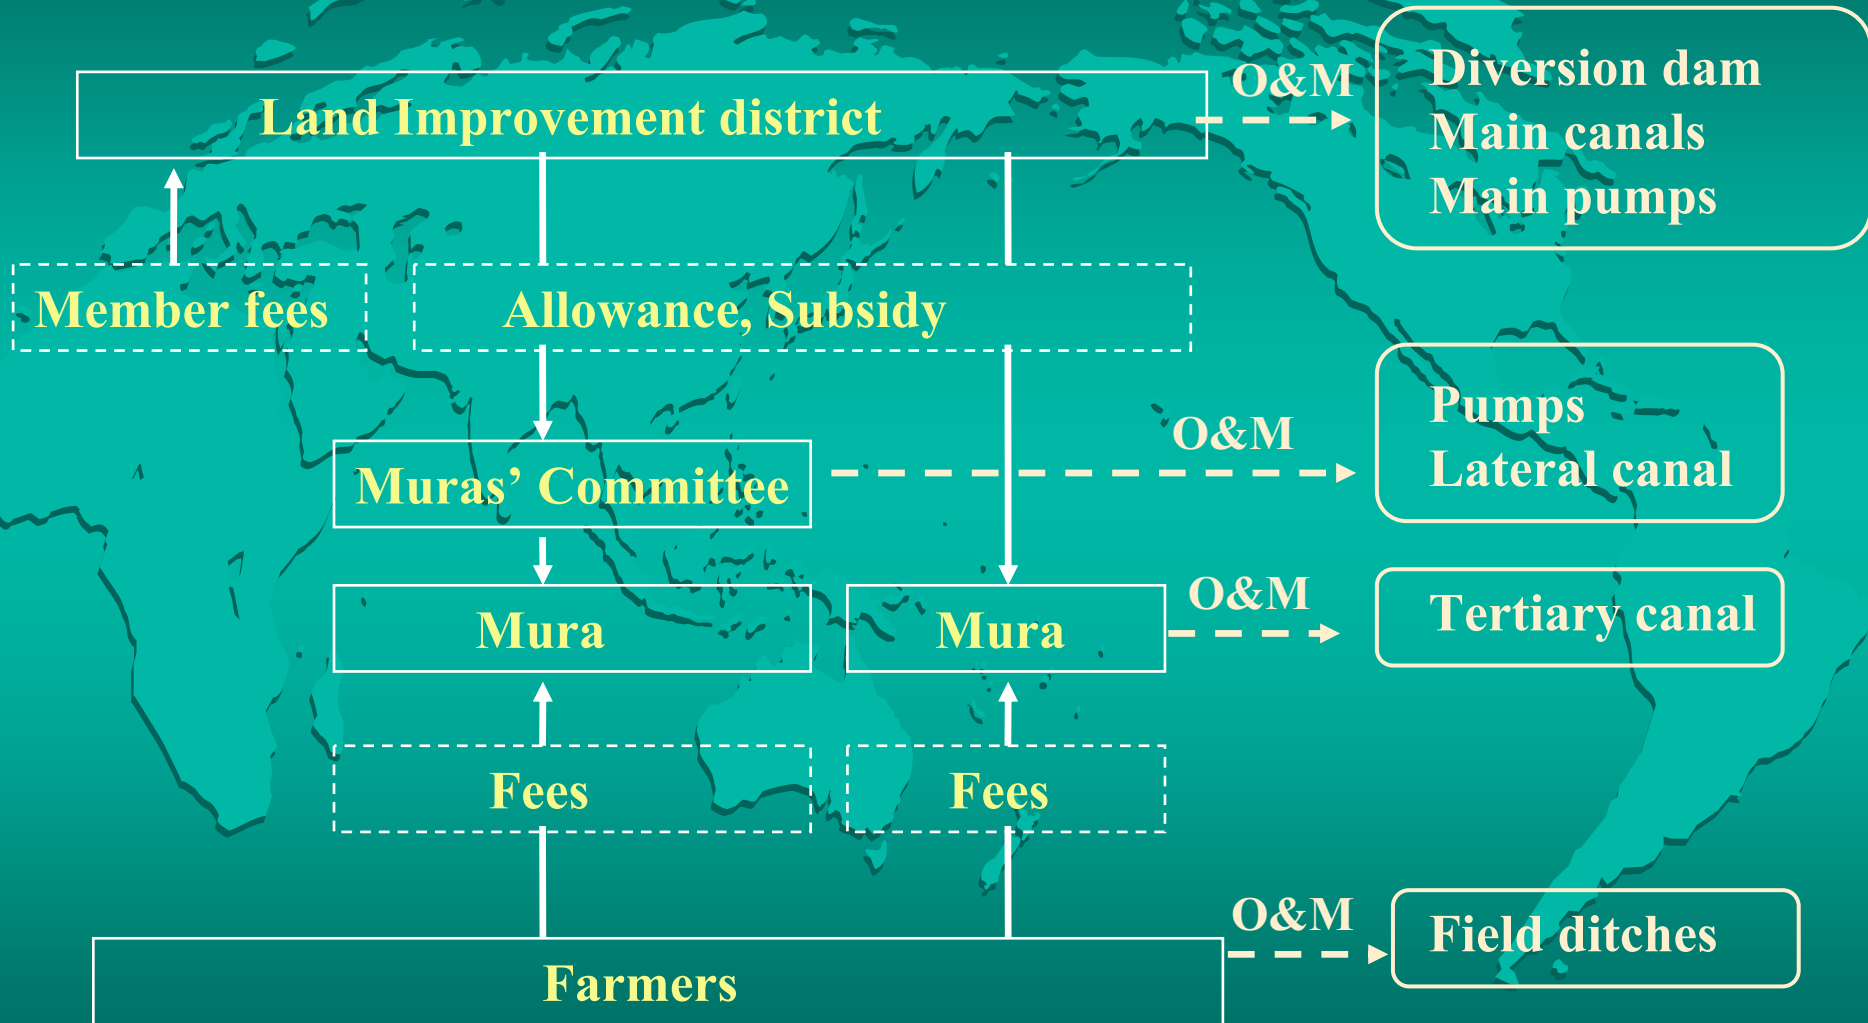 Land Improvement district
O&M
Diversion dam
Main canals
Main pumps
Member fees
Allowance, Subsidy
Muras’ Committee
O&M
Pumps
Lateral canal
Mura
Mura
O&M
Tertiary canal
Fees
Fees
Farmers
O&M
Field ditches